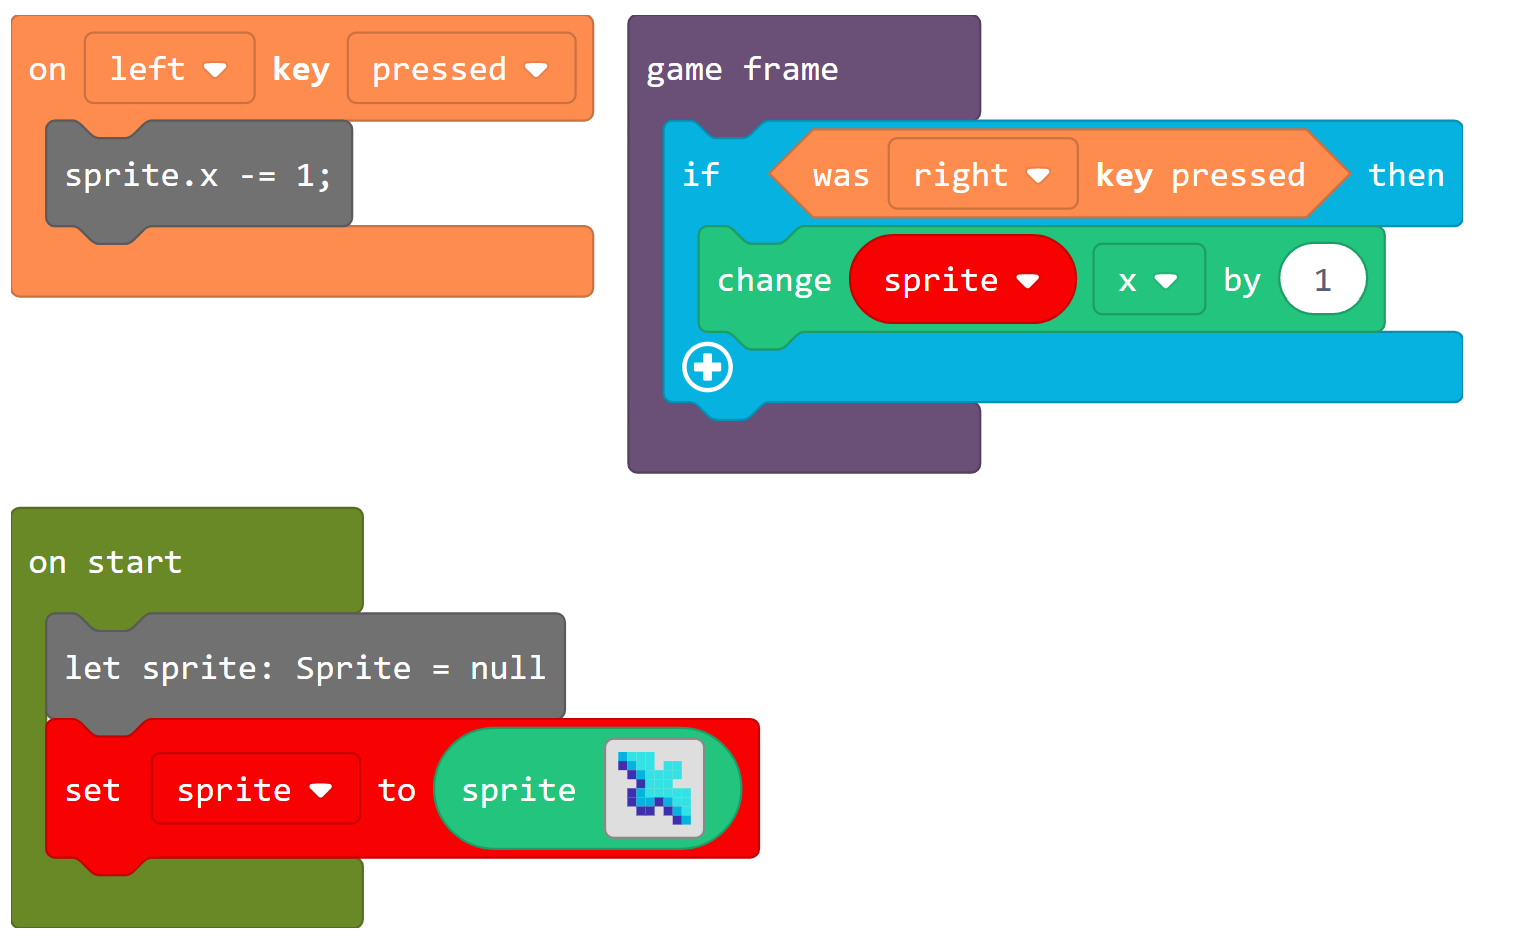 on left key pressed
sprite.x -= 1;
game frame
if was right key pressed then
change sprite x by 1
on start
let sprite: Sprite = null
set sprite to sprite